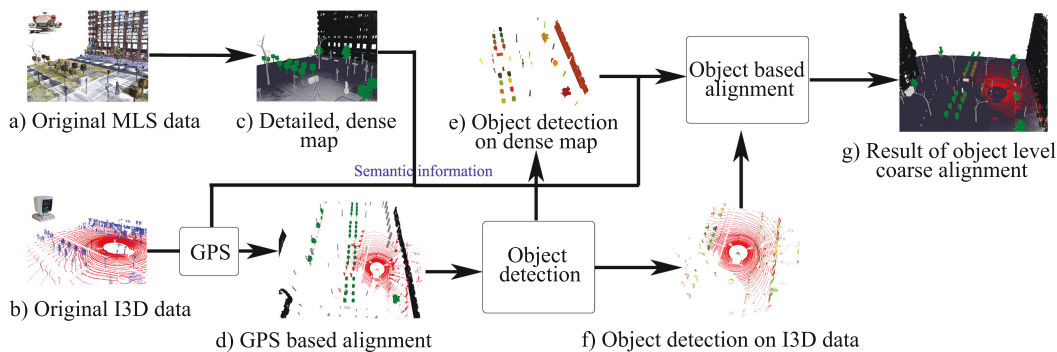 a) Original MLS data
c) Detailed, dense
map
e) Object detection
on dense map
Object based
alignment
g) Result of object level
coarse alignment
Semantic information
b) Original I3D data
GPS
d) GPS based alignment
Object
detection
f) Object detection on I3D data